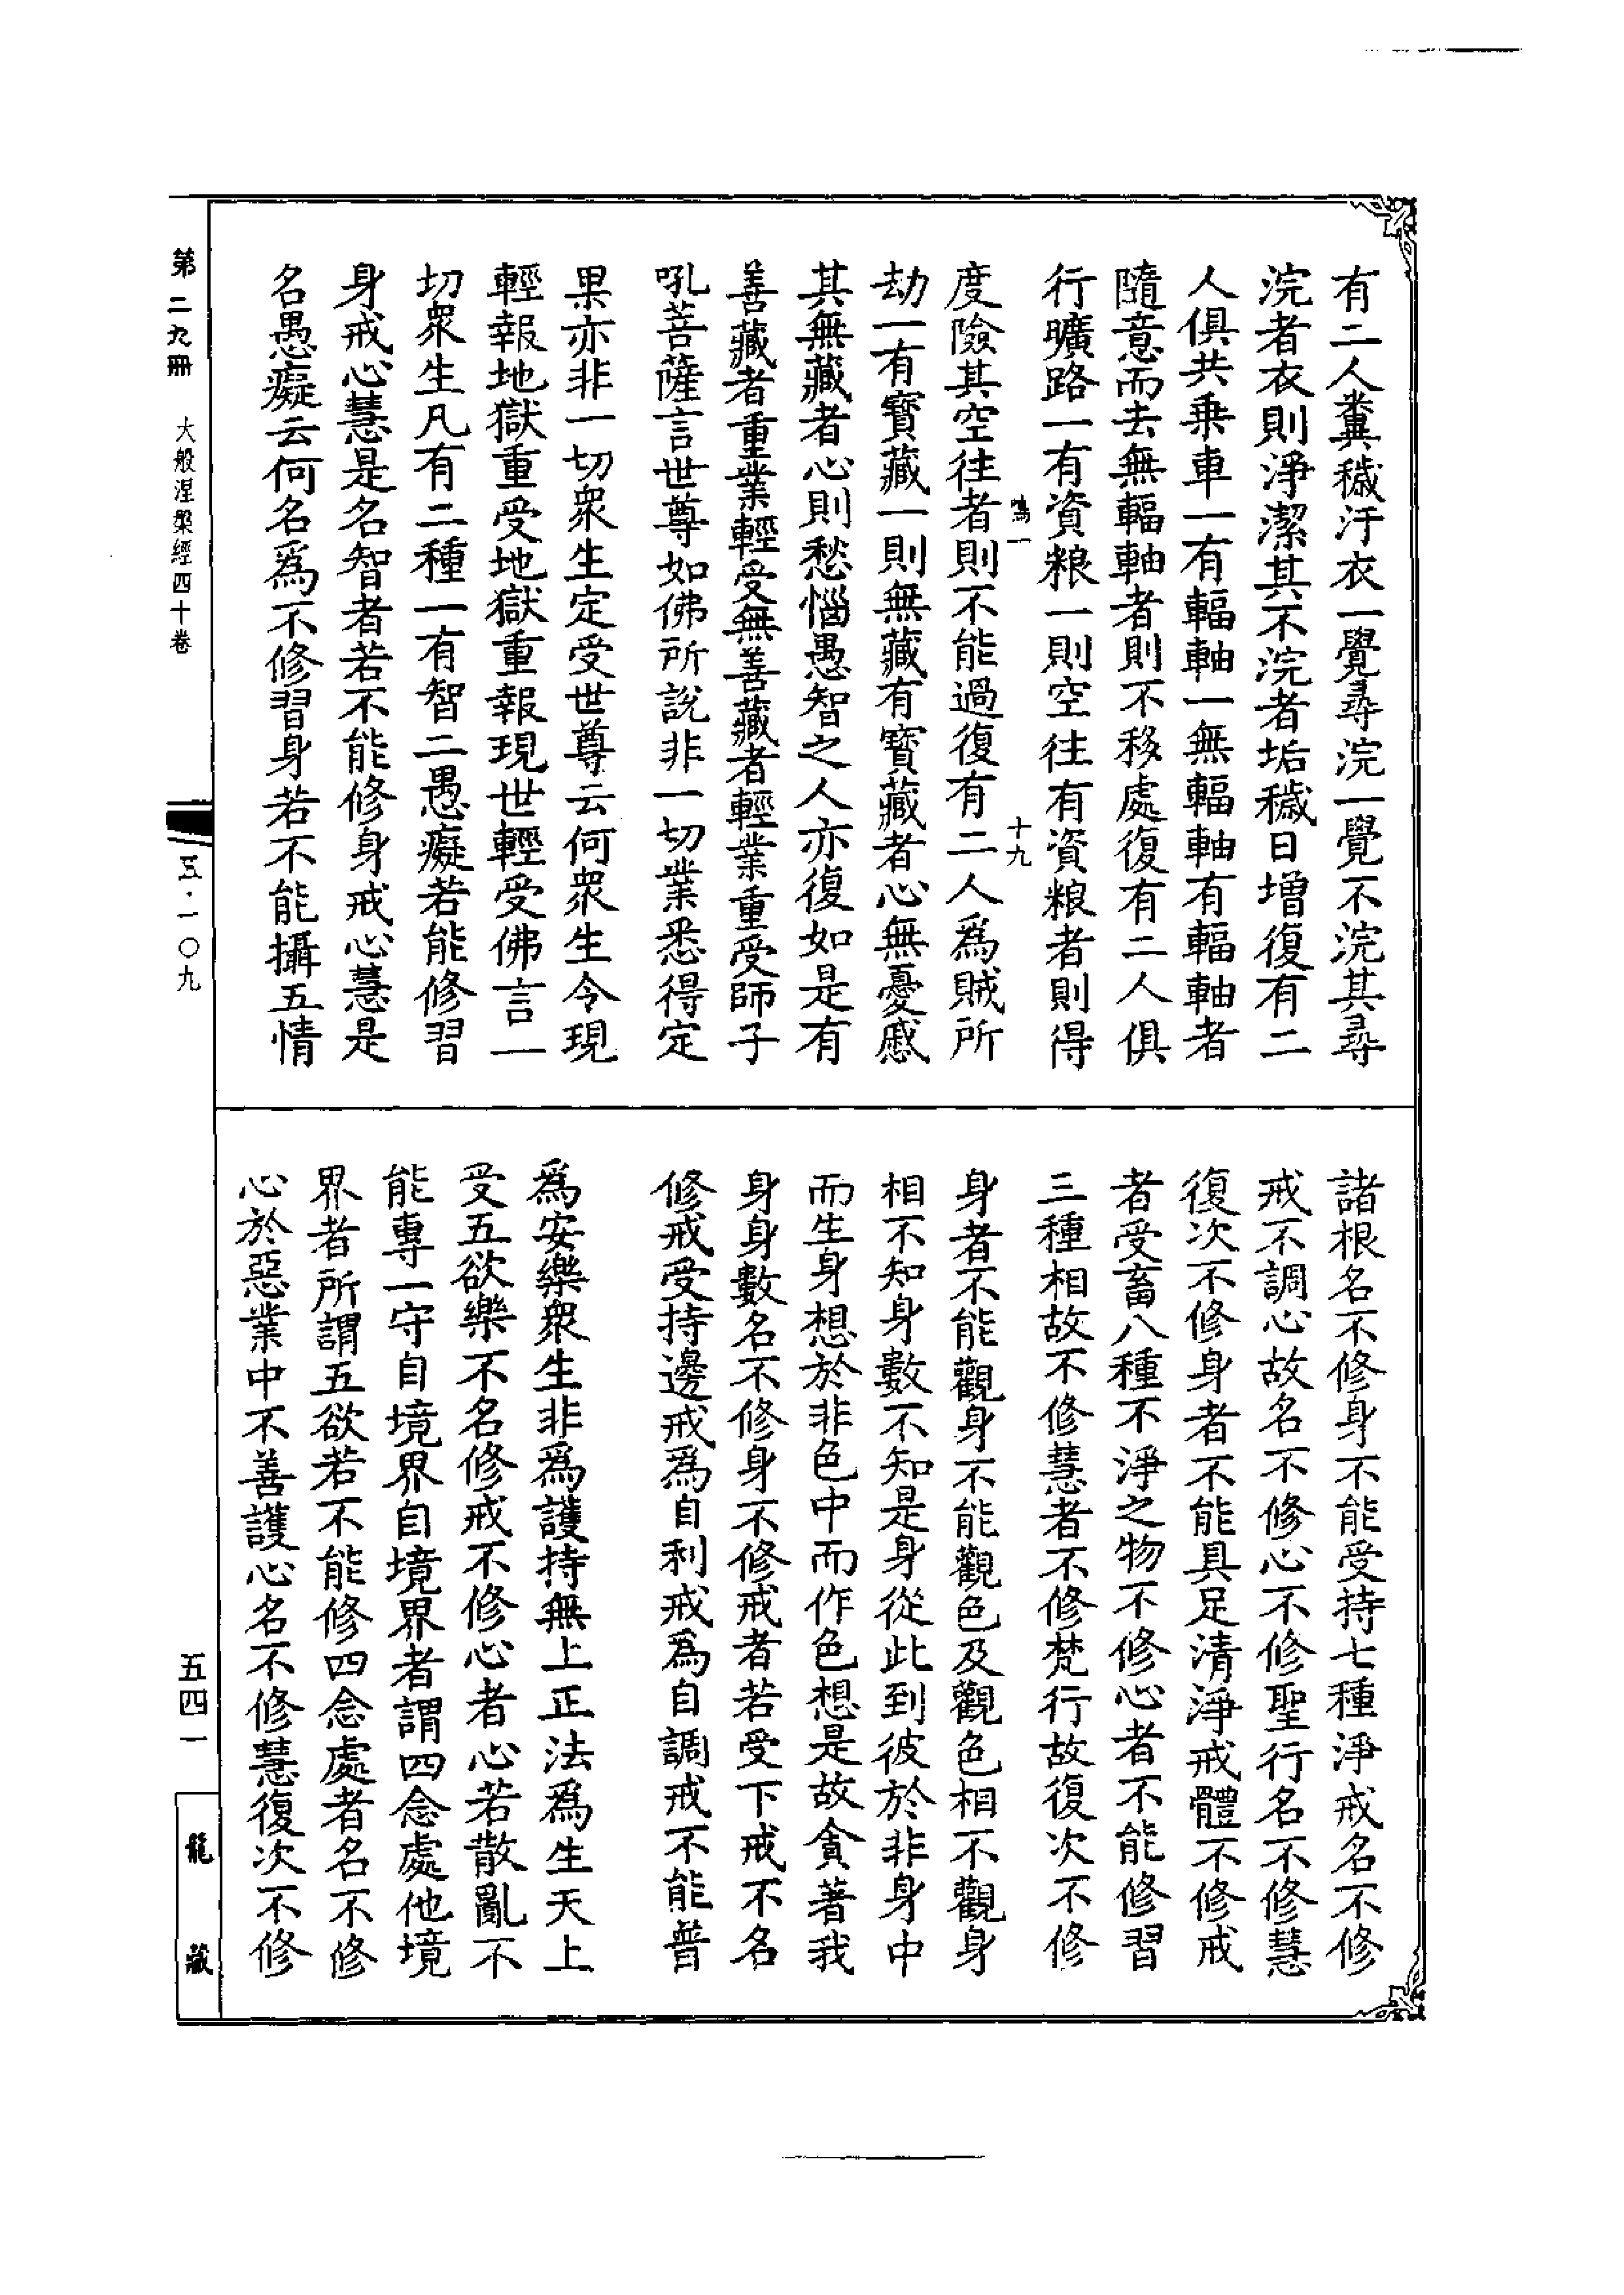 有二人糞穢汙衣一覺尋浣一覺不浣其尋
浣者衣則淨潔其不浣者垢穢日增復有二
人俱共乗車一有輻軸一無輻軸有輻軸者
隨意而去無輻軸者則不移處復有二人俱
行曠路一有資粮一則空往有資粮者則得
十九
度險其空往者則不能過復有二人爲賊所
劫一有寶藏一則無藏有寶藏者心無憂慼
其無藏者心則愁惱愚智之人亦復如是有
善藏者重業輕受無善藏者輕業重受師子
吼菩薩言世尊如佛所說非一切業悉得定
果亦非一切衆生定受世尊云何衆生令現
輕報地獄重受地獄重報現世輕受佛言一
切衆生凡有二種一有智二愚癡若能修習
身戒心慧是名智者若不能修身戒心慧是
名愚癡云何名爲不修習身若不能攝五情
諸根名不修身不能受持七種淨戒名不修
戒不調心故名不修心不修聖行名不修慧
復次不修身者不能具足清淨戒體不修戒
者受畜八種不淨之物不修心者不能修習
三種相故不修慧者不修梵行故復次不修
身者不能觀身不能觀色及觀色相不觀身
相不知身數不知是身從此到彼於非身中
而生身想於非色中而作色想是故貪著我
身身數名不修身不修戒者若受下戒不名
修戒受持邊戒爲自利戒爲自調戒不能普
爲安樂衆生非爲護持無上正法爲生天上
受五欲樂不名修戒不修心者心若散亂不
能專一守自境界自境界者謂四念處他境
界者所謂五欲若不能修四念處者名不修
心於惡業中不善護心名不修慧復次不修
第二九冊
大般涅槃經四十卷
五·一〇九
五四一
龍藏